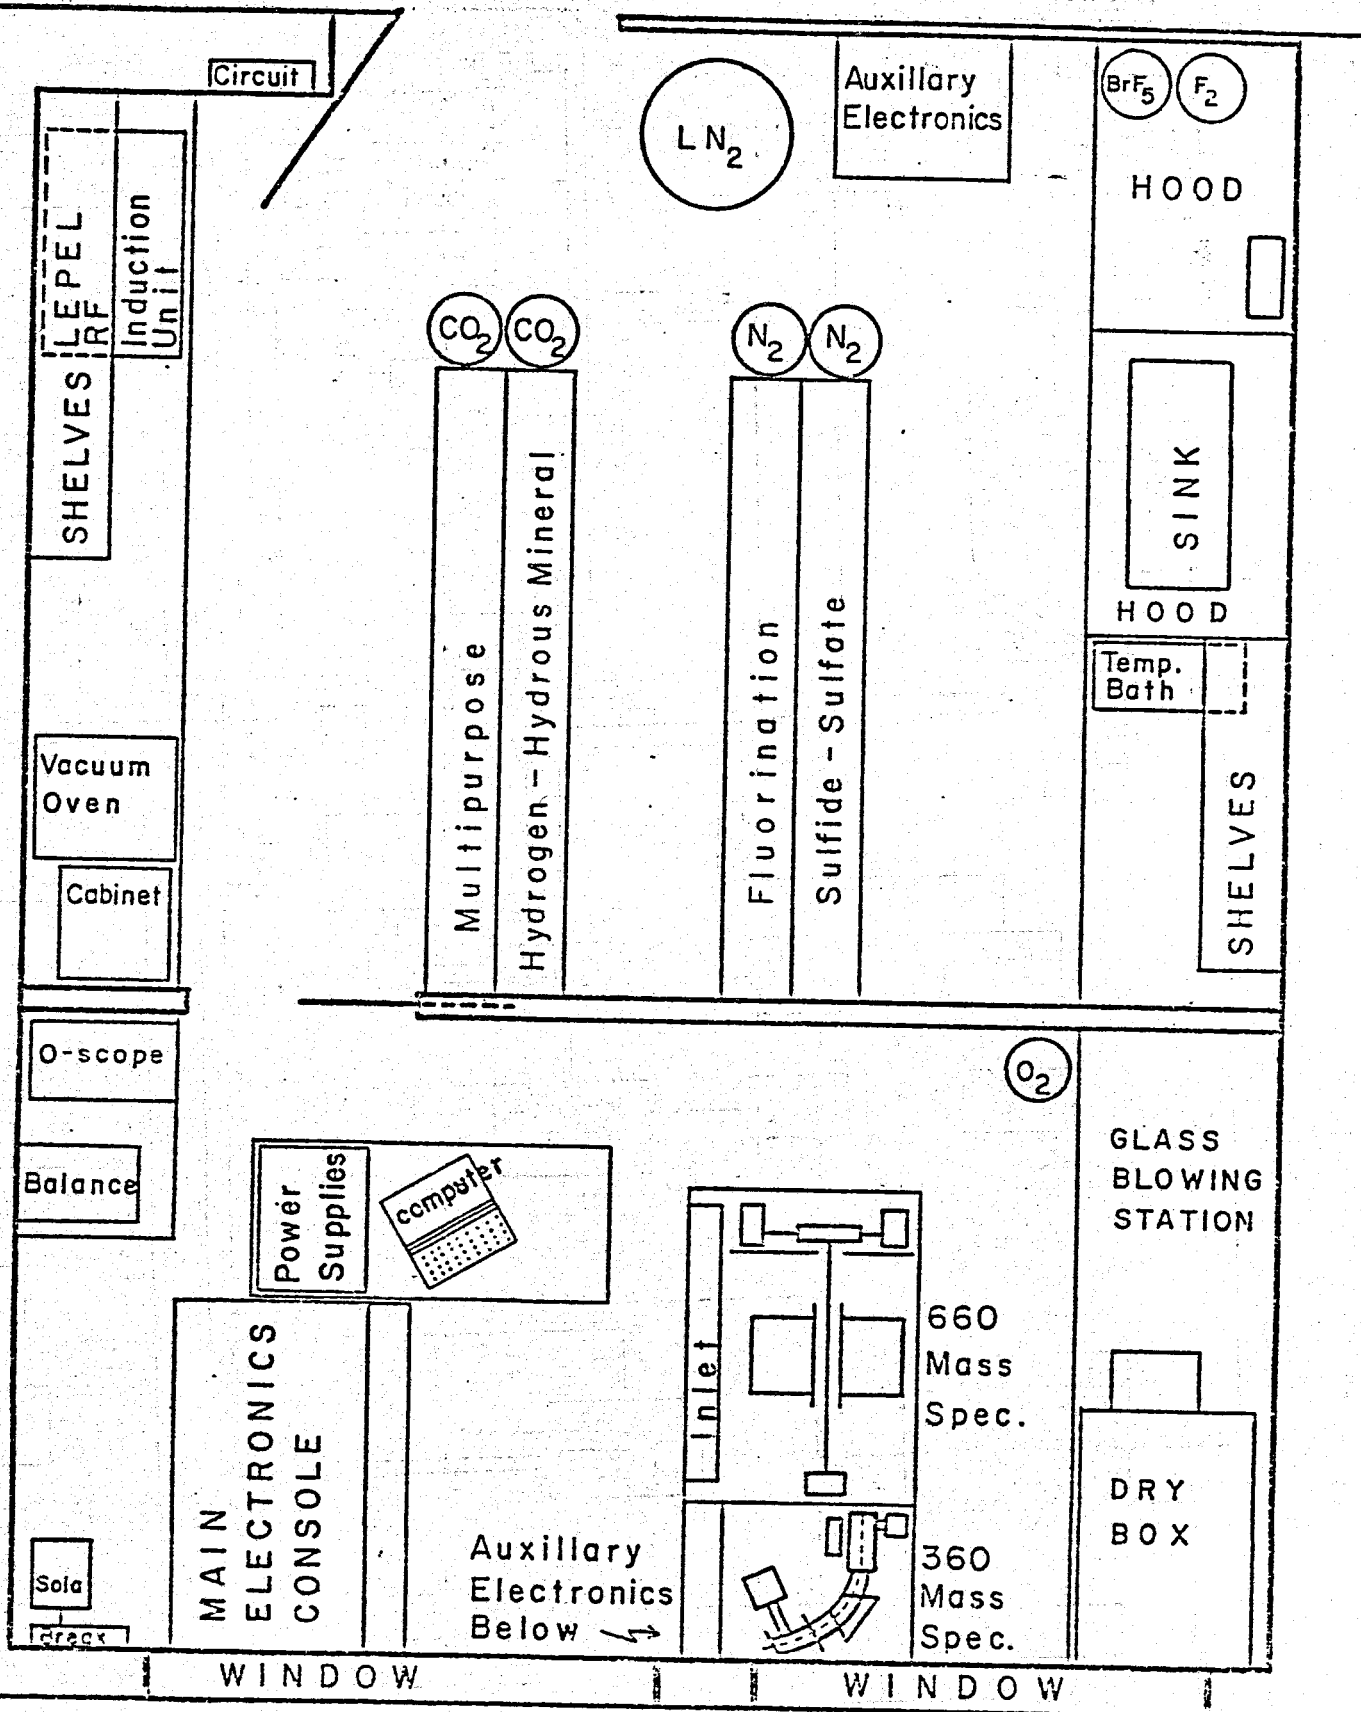 Circuit
Auxillary
Electronics
BrF5
F2
LN2
HOOD
LEPEL
RF
Induction
Unit
SHELVES
CO2
CO2
N2
N2
SINK
HOOD
Multipurpose
Hydrogen-Hydrous Mineral
Fluorination
Sulfide-Sulfate
Temp.
Bath
SHELVES
Vacuum
Oven
Cabinet
O-scope
O2
Balance
Power
Supplies
computer
GLASS
BLOWING
STATION
Inlet
660
Mass
Spec.
MAIN
ELECTRONICS
CONSOLE
DRY
BOX
Auxillary
Electronics
Below
360
Mass
Spec.
Sola
WINDOW
WINDOW